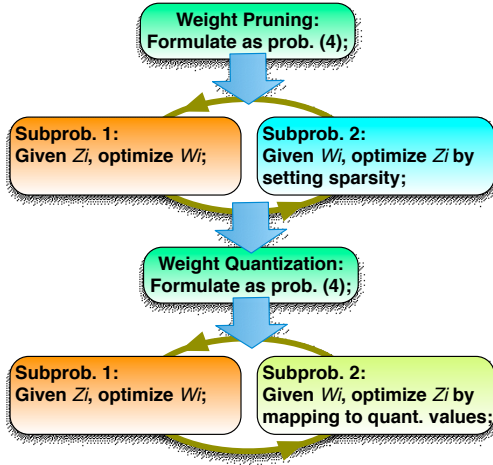 Weight Pruning:
Formulate as prob. (4);
Subprob. 1:
Given Zi, optimize Wi;
Subprob. 2:
Given Wi, optimize Zi by
setting sparsity;
Weight Quantization:
Formulate as prob. (4);
Subprob. 1:
Given Zi, optimize Wi;
Subprob. 2:
Given Wi, optimize Zi by
mapping to quant. values;